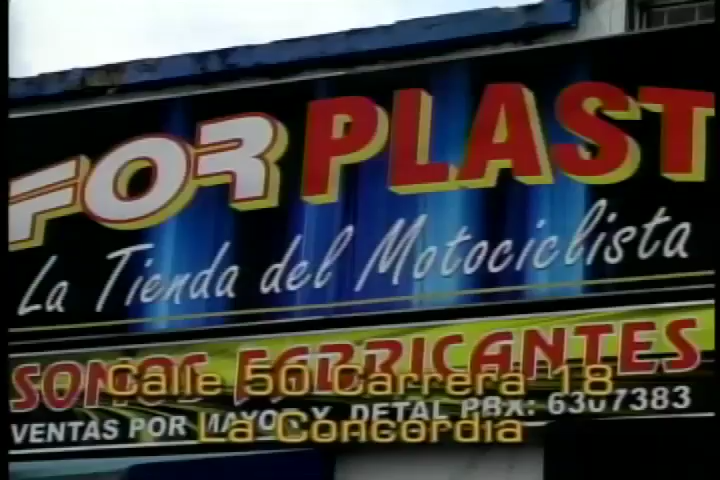 FOR PLAST
La Tienda del Motociclista
SOMOS FABRICANTES
Calle 50 Carrera 18
VENTAS POR MAYOR Y DETAL PBX: 6307383
La Concordia